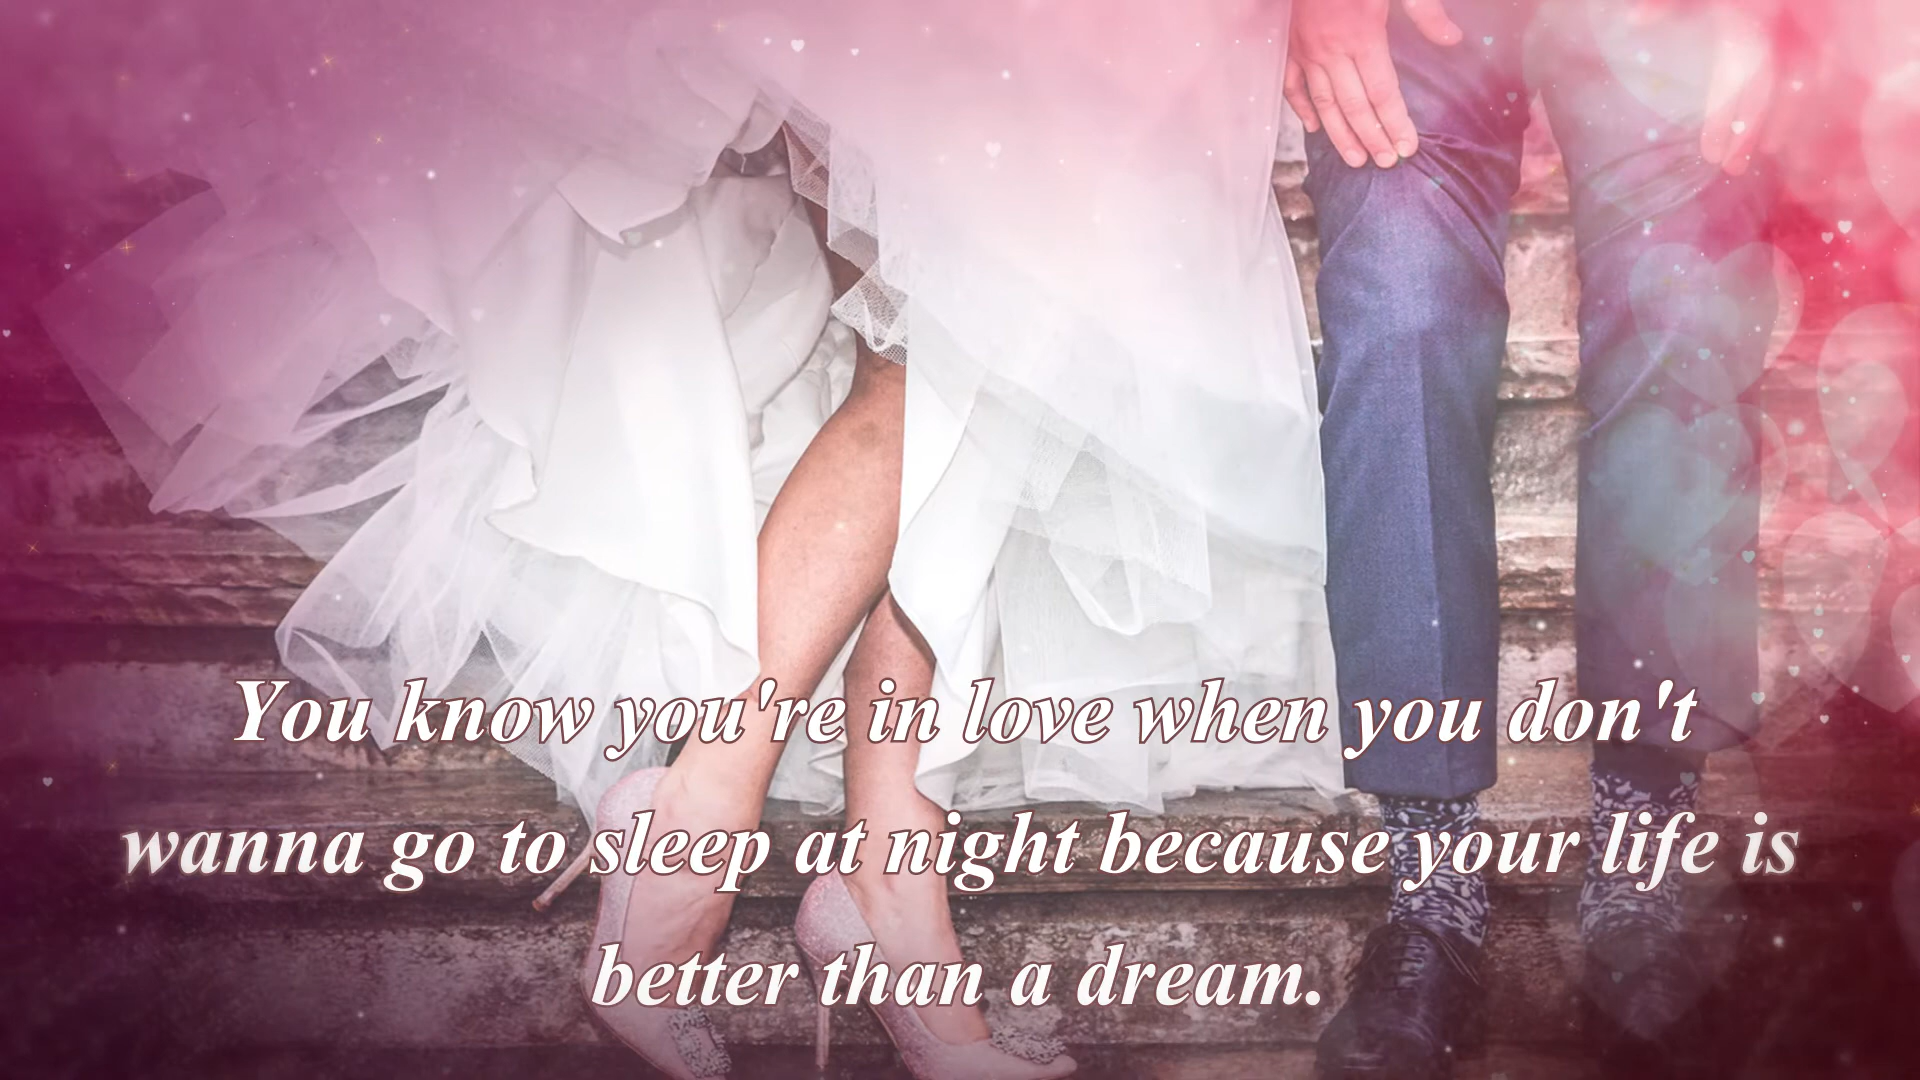 You know you're in love when you don't
wanna go to sleep at night because your life is
better than a dream.